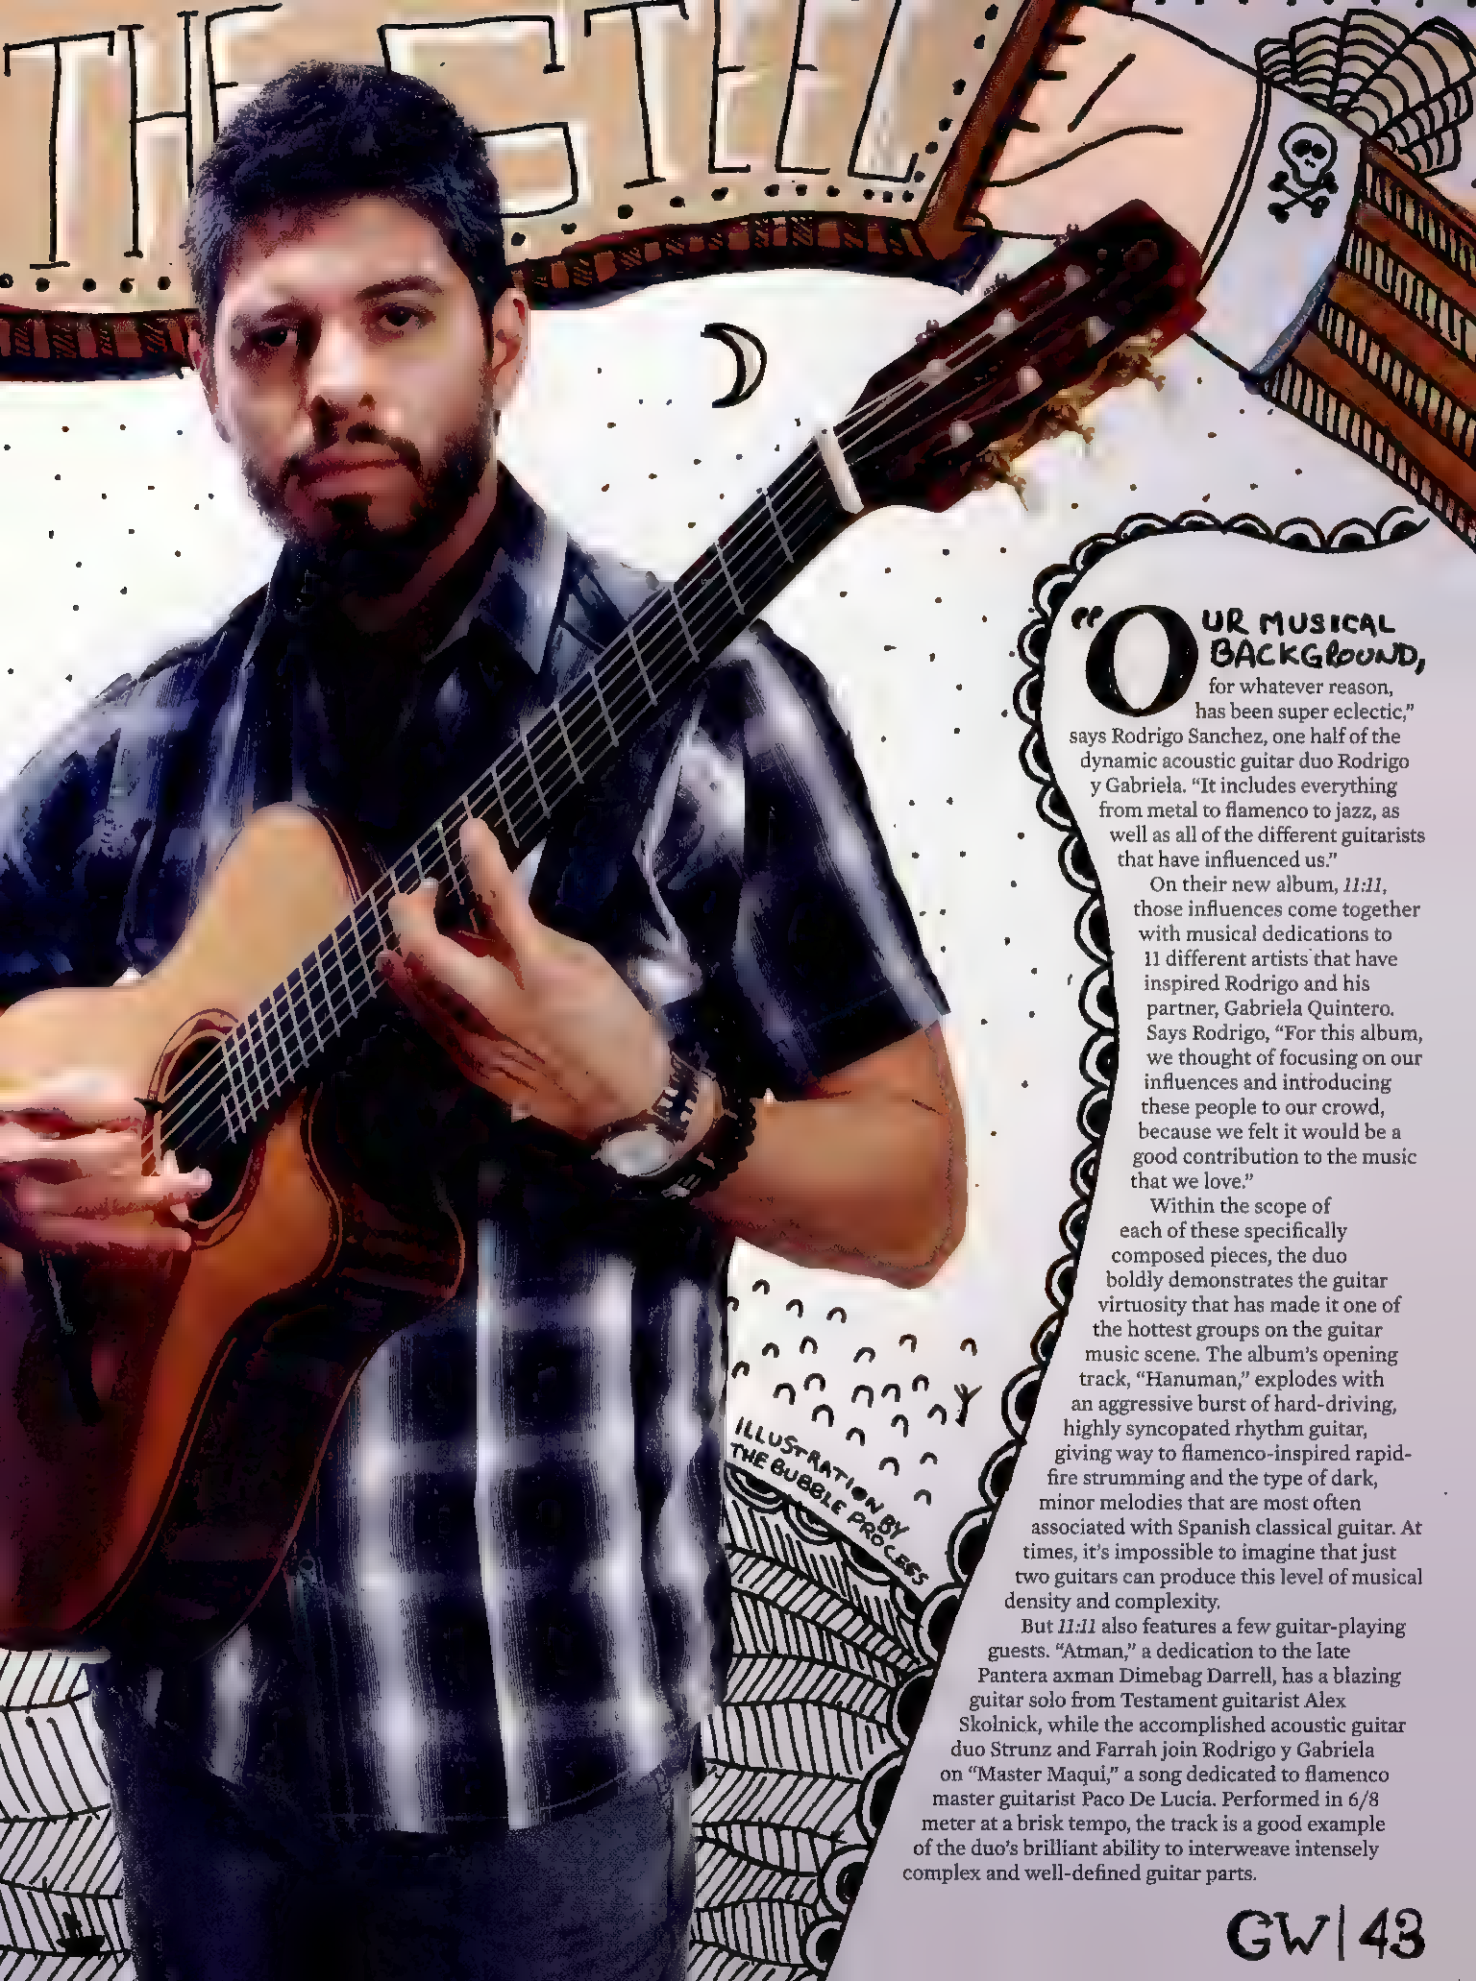 THE STEEL
“OUR MUSICAL
BACKGROUND,
for whatever reason,
has been super eclectic,”
says Rodrigo Sanchez, one half of the
dynamic acoustic guitar duo Rodrigo
y Gabriela. “It includes everything
from metal to flamenco to jazz, as
well as all of the different guitarists
that have influenced us.”
On their new album, 11:11,
those influences come together
with musical dedications to
11 different artists that have
inspired Rodrigo and his
partner, Gabriela Quintero.
Says Rodrigo, “For this album,
we thought of focusing on our
influences and introducing
these people to our crowd,
because we felt it would be a
good contribution to the music
that we love.”
Within the scope of
each of these specifically
composed pieces, the duo
boldly demonstrates the guitar
virtuosity that has made it one of
the hottest groups on the guitar
music scene. The album’s opening
track, “Hanuman,” explodes with
an aggressive burst of hard-driving,
highly syncopated rhythm guitar,
giving way to flamenco-inspired rapid-
fire strumming and the type of dark,
minor melodies that are most often
associated with Spanish classical guitar. At
times, it’s impossible to imagine that just
two guitars can produce this level of musical
density and complexity.
But 11:11 also features a few guitar-playing
guests. “Atman,” a dedication to the late
Pantera axman Dimebag Darrell, has a blazing
guitar solo from Testament guitarist Alex
Skolnick, while the accomplished acoustic guitar
duo Strunz and Farrah join Rodrigo y Gabriela
on “Master Maqui,” a song dedicated to flamenco
master guitarist Paco De Lucia. Performed in 6/8
meter at a brisk tempo, the track is a good example
of the duo’s brilliant ability to interweave intensely
complex and well-defined guitar parts.
ILLUSTRATION BY
THE BUBBLE PROCESS
GW|43